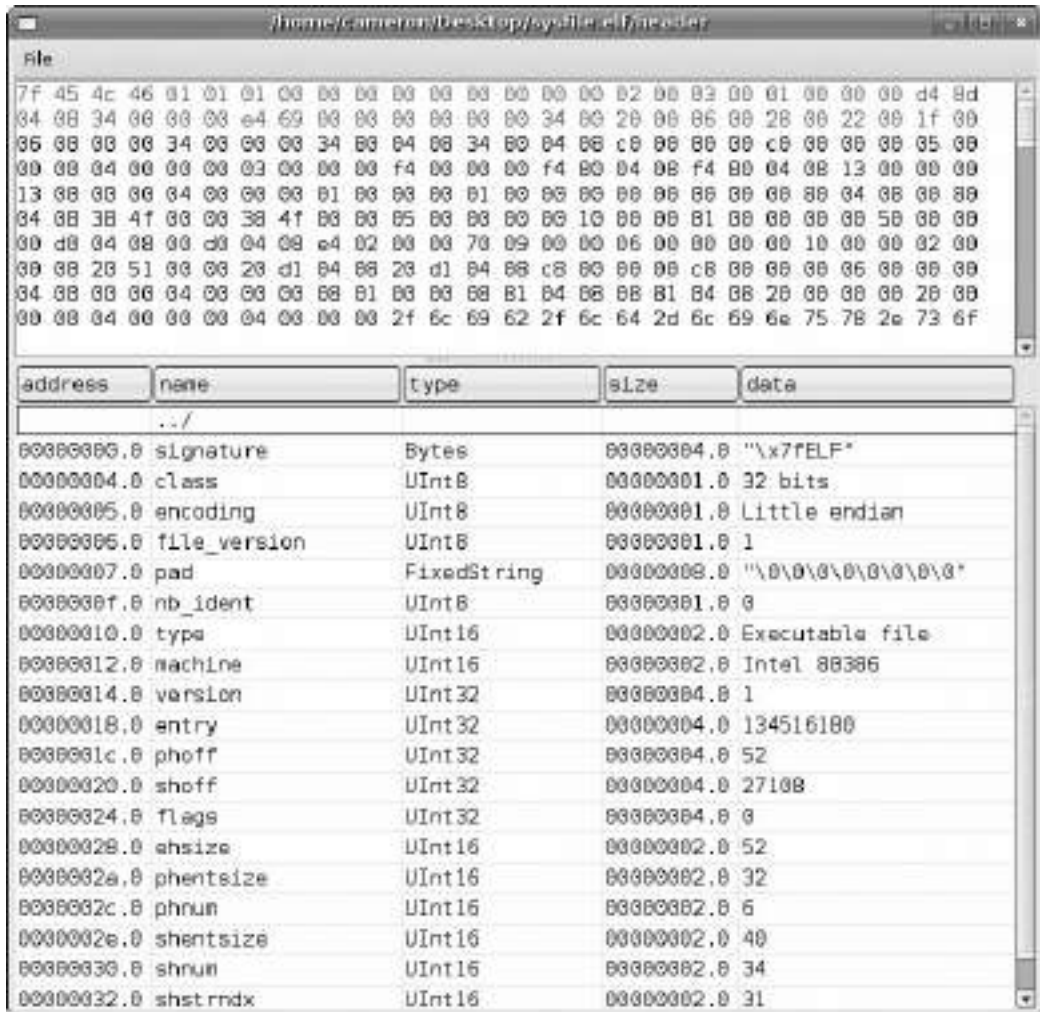 /home/cameron/Desktop/sysfile.elf/header
File
7f 45 4c 46 01 01 01 00 00 00 00 00 00 00 00 00 02 00 03 00 01 00 00 00 d4 8d
04 08 34 00 00 00 e4 69 00 00 00 00 00 00 34 00 20 00 06 00 28 00 22 00 1f 00
06 00 00 00 34 00 00 00 34 80 04 08 34 80 04 08 c0 00 00 00 c0 00 00 00 05 00
00 00 04 00 00 00 03 00 00 00 f4 00 00 00 f4 80 04 08 f4 80 04 08 13 00 00 00
13 00 00 00 04 00 00 00 01 00 00 00 01 00 00 00 00 00 00 00 00 80 04 08 00 80
04 08 38 4f 00 00 38 4f 00 00 05 00 00 00 00 10 00 00 01 00 00 00 00 50 00 00
00 d0 04 08 00 d0 04 08 e4 02 00 00 70 09 00 00 06 00 00 00 00 10 00 00 02 00
00 00 20 51 00 00 20 d1 04 08 20 d1 04 08 c8 00 00 00 c8 00 00 00 06 00 00 00
04 00 00 00 04 00 00 00 08 01 00 00 08 81 04 08 08 81 04 08 20 00 00 00 20 00
00 00 04 00 00 00 04 00 00 00 2f 6c 69 62 2f 6c 64 2d 6c 69 6e 75 78 2e 73 6f
address name type size data
../
00000000.0 signature Bytes 00000004.0 "\x7fELF"
00000004.0 class UInt8 00000001.0 32 bits
00000005.0 encoding UInt8 00000001.0 Little endian
00000006.0 file_version UInt8 00000001.0 1
00000007.0 pad FixedString 00000008.0 "\0\0\0\0\0\0\0\0"
0000000f.0 nb_ident UInt8 00000001.0 0
00000010.0 type UInt16 00000002.0 Executable file
00000012.0 machine UInt16 00000002.0 Intel 80386
00000014.0 version UInt32 00000004.0 1
00000018.0 entry UInt32 00000004.0 134516180
0000001c.0 phoff UInt32 00000004.0 52
00000020.0 shoff UInt32 00000004.0 27108
00000024.0 flags UInt32 00000004.0 0
00000028.0 ehsize UInt16 00000002.0 52
0000002a.0 phentsize UInt16 00000002.0 32
0000002c.0 phnum UInt16 00000002.0 6
0000002e.0 shentsize UInt16 00000002.0 40
00000030.0 shnum UInt16 00000002.0 34
00000032.0 shstrndx UInt16 00000002.0 31